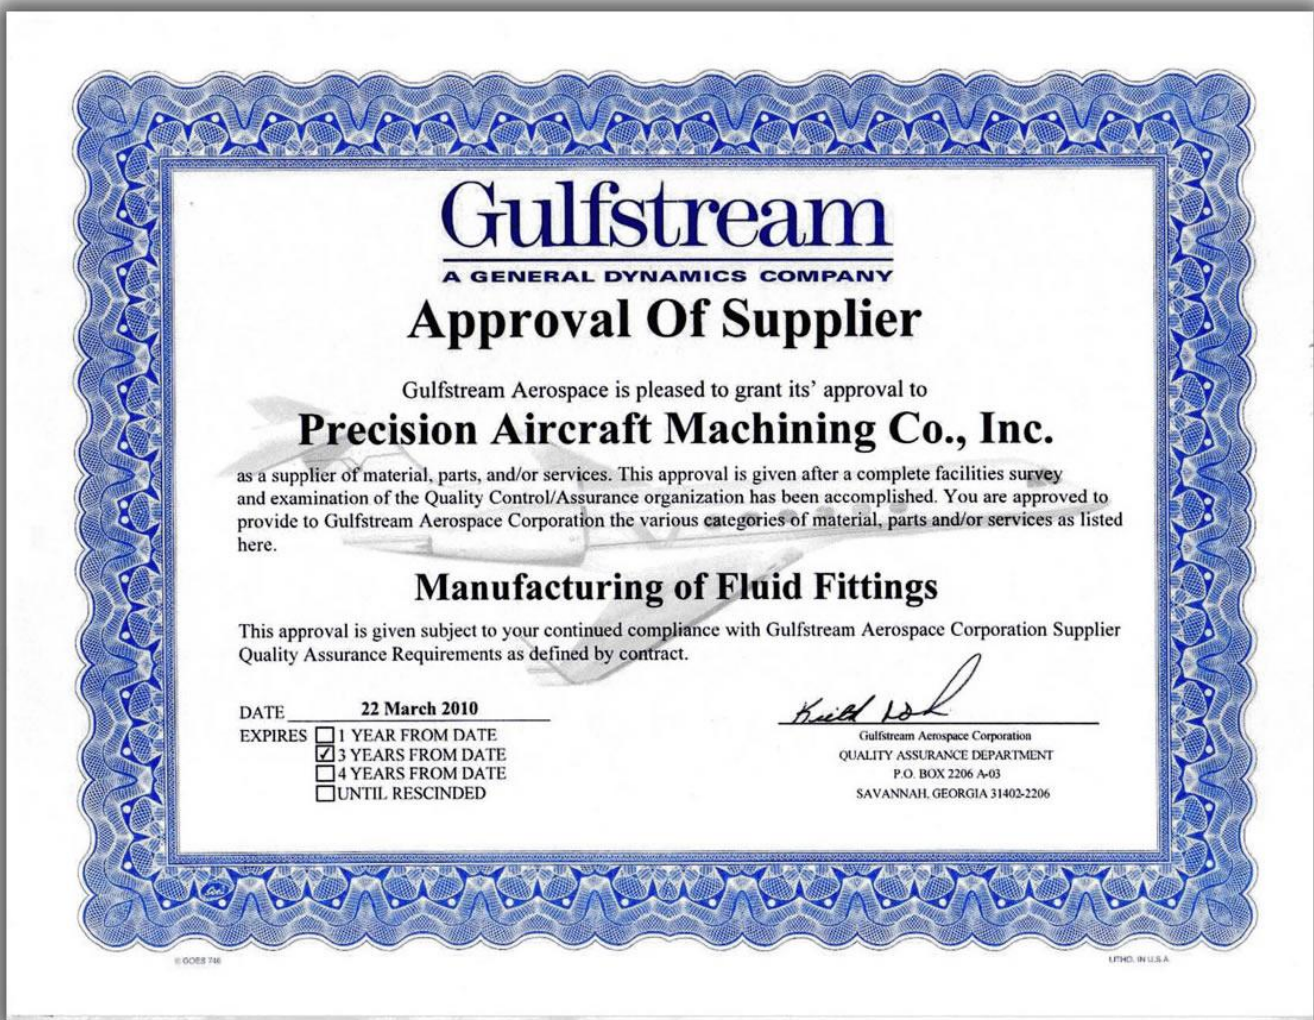 Gulfstream
A GENERAL DYNAMICS COMPANY
Approval Of Supplier
Gulfstream Aerospace is pleased to grant its’ approval to
Precision Aircraft Machining Co., Inc.
as a supplier of material, parts, and/or services. This approval is given after a complete facilities survey
and examination of the Quality Control/Assurance organization has been accomplished. You are approved to
provide to Gulfstream Aerospace Corporation the various categories of material, parts and/or services as listed
here.
Manufacturing of Fluid Fittings
This approval is given subject to your continued compliance with Gulfstream Aerospace Corporation Supplier
Quality Assurance Requirements as defined by contract.
DATE 22 March 2010
EXPIRES ☐ 1 YEAR FROM DATE
☑ 3 YEARS FROM DATE
☐ 4 YEARS FROM DATE
☐ UNTIL RESCINDED
Gulfstream Aerospace Corporation
QUALITY ASSURANCE DEPARTMENT
P.O. BOX 2206 A-03
SAVANNAH, GEORGIA 31402-2206
© GOES 746
LITHO. IN U.S.A.